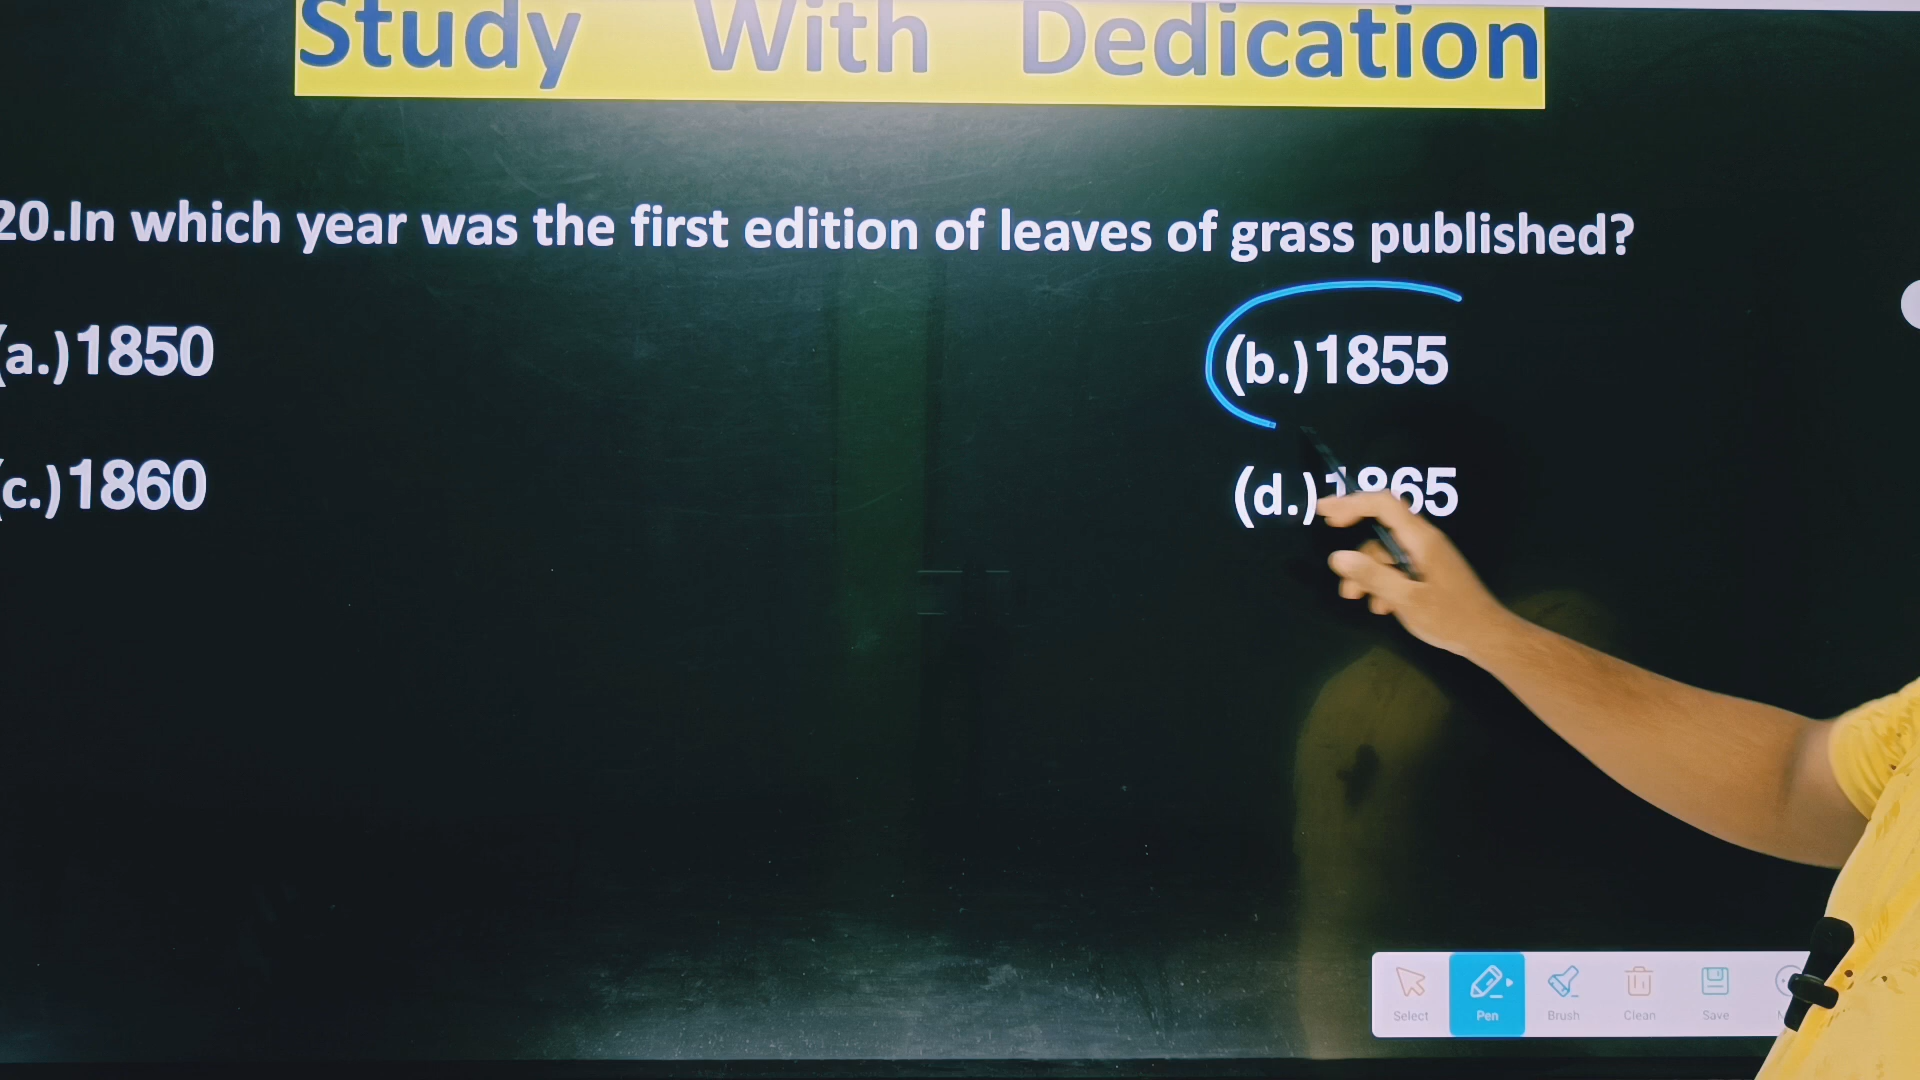 Study With Dedication
20.In which year was the first edition of leaves of grass published?
(a.)1850
(b.)1855
(c.)1860
(d.)1865
Select Pen Brush Clean Save